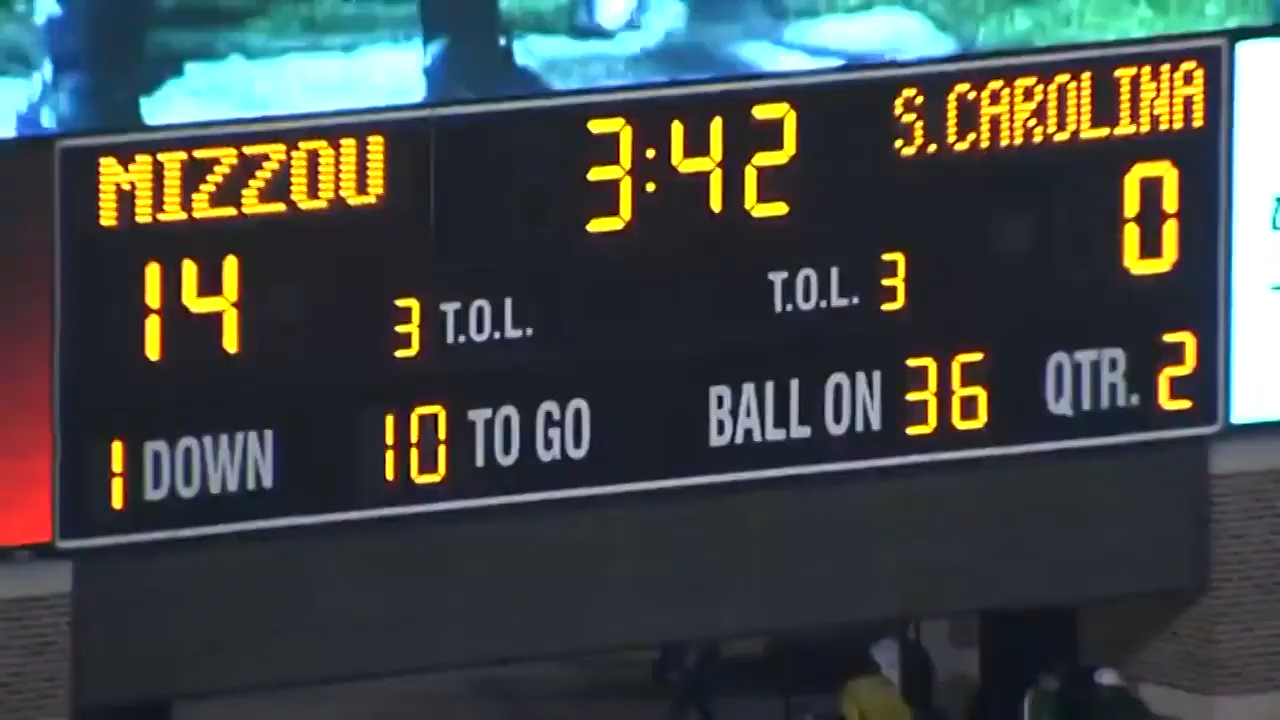 MIZZOU 3:42 S.CAROLINA
14 0
3 T.O.L. T.O.L. 3
1 DOWN 10 TO GO BALL ON 36 QTR. 2